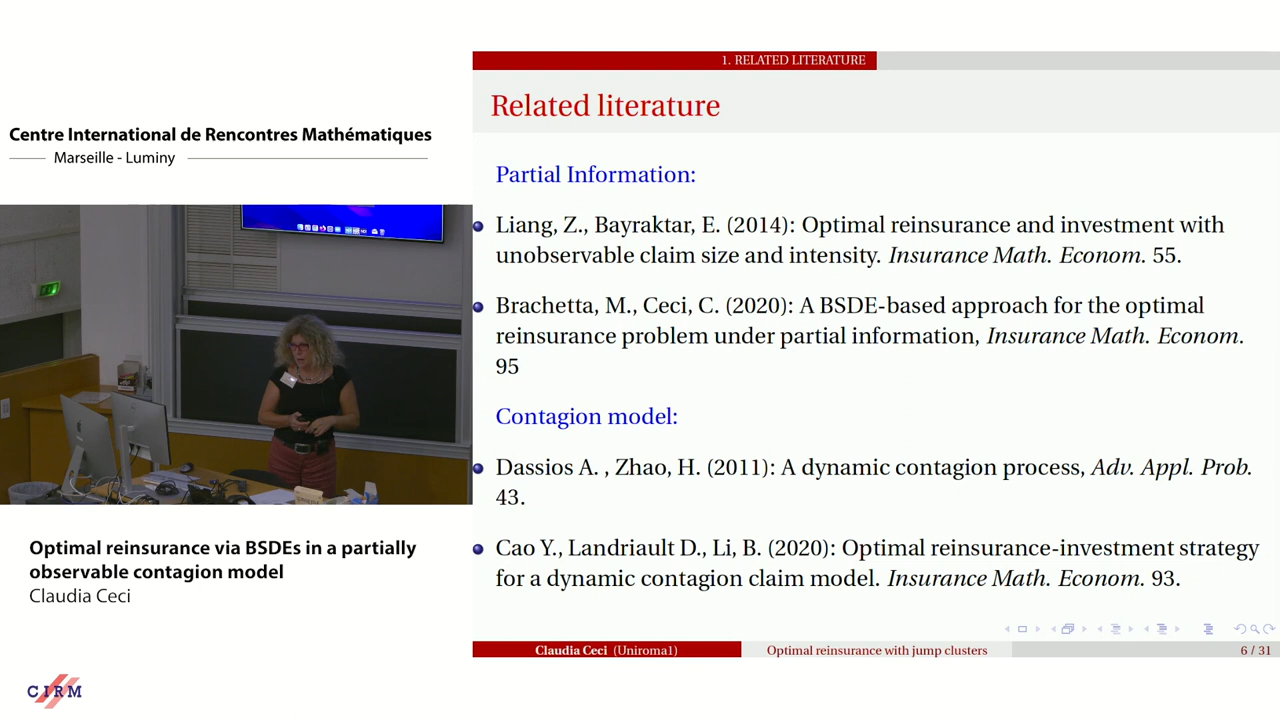 Centre International de Rencontres Mathématiques
Marseille - Luminy
Optimal reinsurance via BSDEs in a partially
observable contagion model
Claudia Ceci
CIRM
1. RELATED LITERATURE
Related literature
Partial Information:
Liang, Z., Bayraktar, E. (2014): Optimal reinsurance and investment with
unobservable claim size and intensity. Insurance Math. Econom. 55.
Brachetta, M., Ceci, C. (2020): A BSDE-based approach for the optimal
reinsurance problem under partial information, Insurance Math. Econom.
95
Contagion model:
Dassios A. , Zhao, H. (2011): A dynamic contagion process, Adv. Appl. Prob.
43.
Cao Y., Landriault D., Li, B. (2020): Optimal reinsurance-investment strategy
for a dynamic contagion claim model. Insurance Math. Econom. 93.
Claudia Ceci (Uniroma1)
Optimal reinsurance with jump clusters
6 / 31